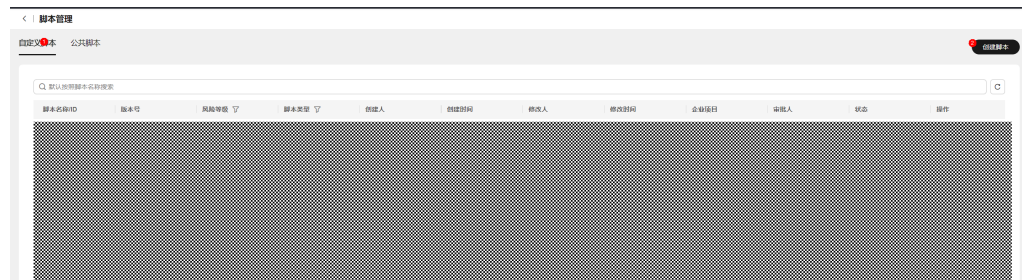 脚本管理
自定义脚本 公共脚本
1
2 创建脚本
默认按照脚本名称搜索
脚本名称/ID 版本号 风险等级 脚本类型 创建人 创建时间 修改人 修改时间 企业项目 审批人 状态 操作